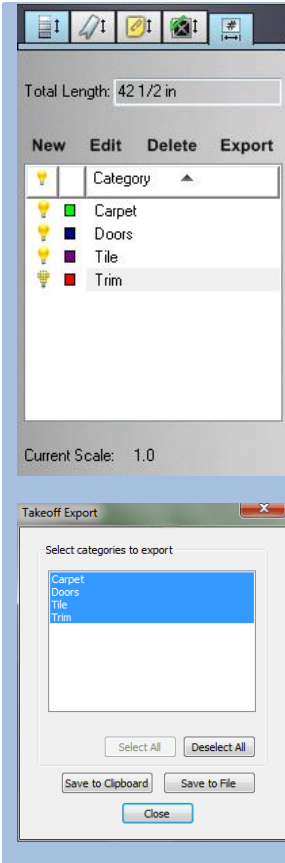 #
Total Length: 42 1/2 in
New Edit Delete Export
Category
Carpet
Doors
Tile
Trim
Current Scale: 1.0
Takeoff Export
Select categories to export
Carpet
Doors
Tile
Trim
Select All Deselect All
Save to Clipboard Save to File
Close